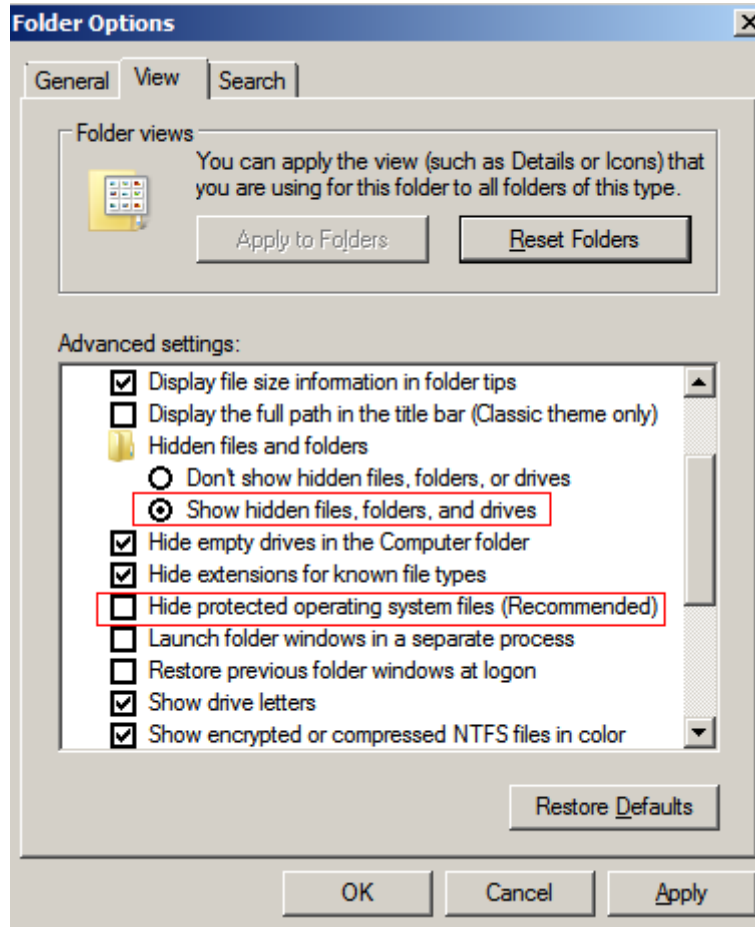 Folder Options
General
View
Search
Folder views
You can apply the view (such as Details or Icons) that
you are using for this folder to all folders of this type.
Apply to Folders
Reset Folders
Advanced settings:
Display file size information in folder tips
Display the full path in the title bar (Classic theme only)
Hidden files and folders
Don't show hidden files, folders, or drives
Show hidden files, folders, and drives
Hide empty drives in the Computer folder
Hide extensions for known file types
Hide protected operating system files (Recommended)
Launch folder windows in a separate process
Restore previous folder windows at logon
Show drive letters
Show encrypted or compressed NTFS files in color
Restore Defaults
OK
Cancel
Apply